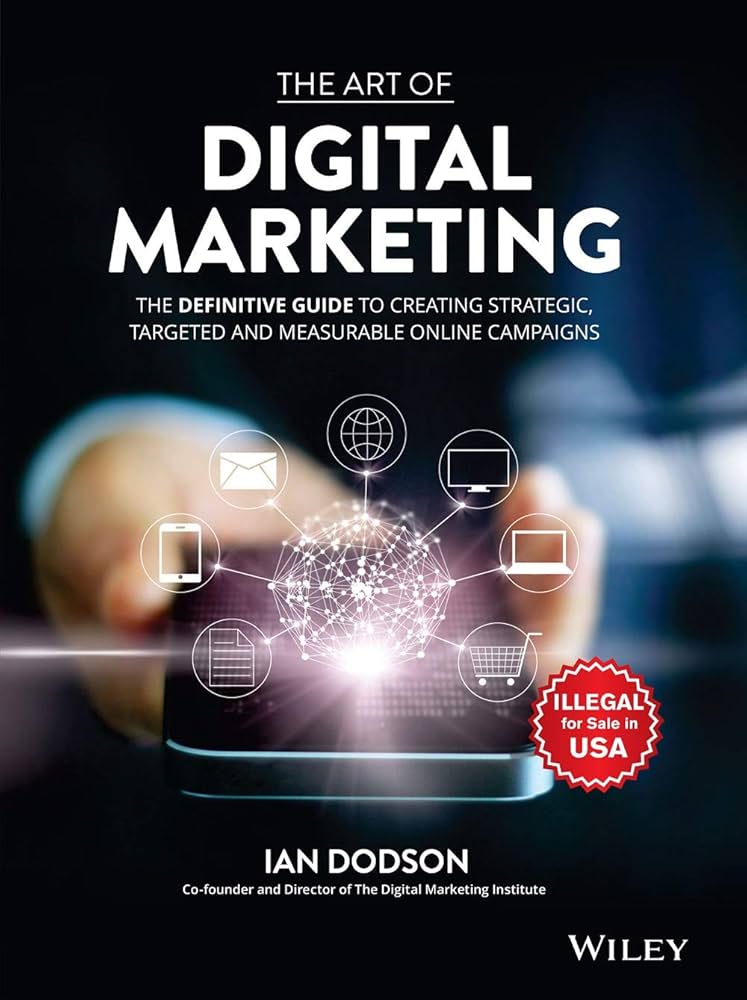 THE ART OF
DIGITAL
MARKETING
THE DEFINITIVE GUIDE TO CREATING STRATEGIC,
TARGETED AND MEASURABLE ONLINE CAMPAIGNS
ILLEGAL
for Sale in
USA
IAN DODSON
Co-founder and Director of The Digital Marketing Institute
WILEY